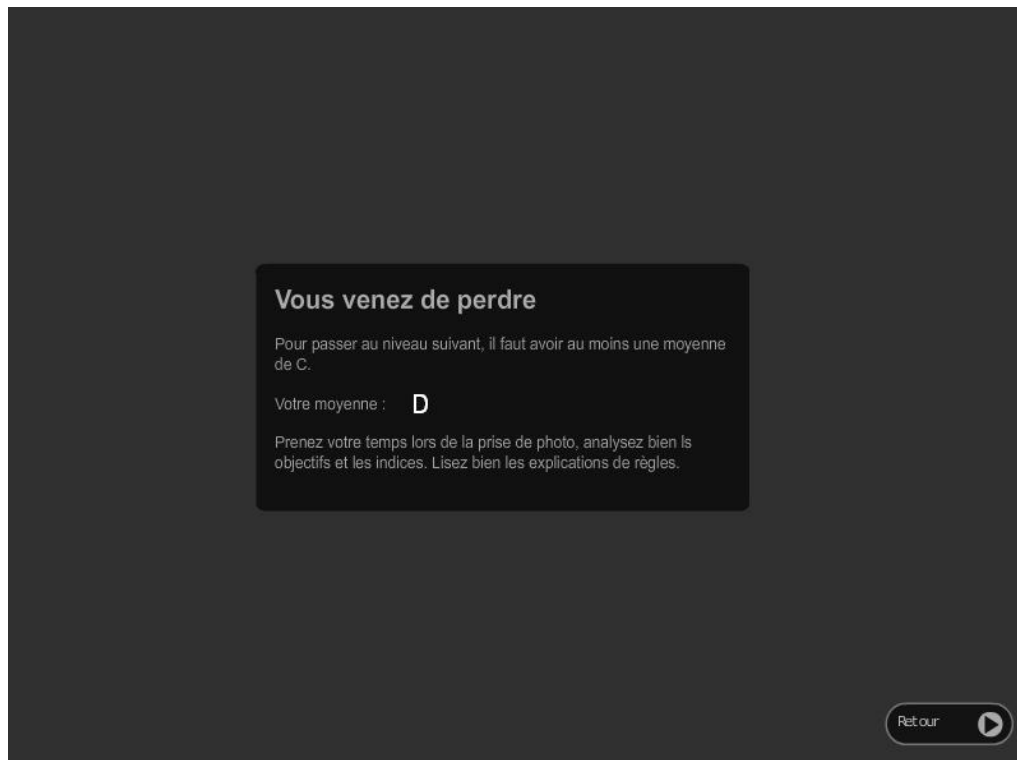 Vous venez de perdre
Pour passer au niveau suivant, il faut avoir au moins une moyenne
de C.
Votre moyenne : D
Prenez votre temps lors de la prise de photo, analysez bien ls
objectifs et les indices. Lisez bien les explications de règles.
Retour